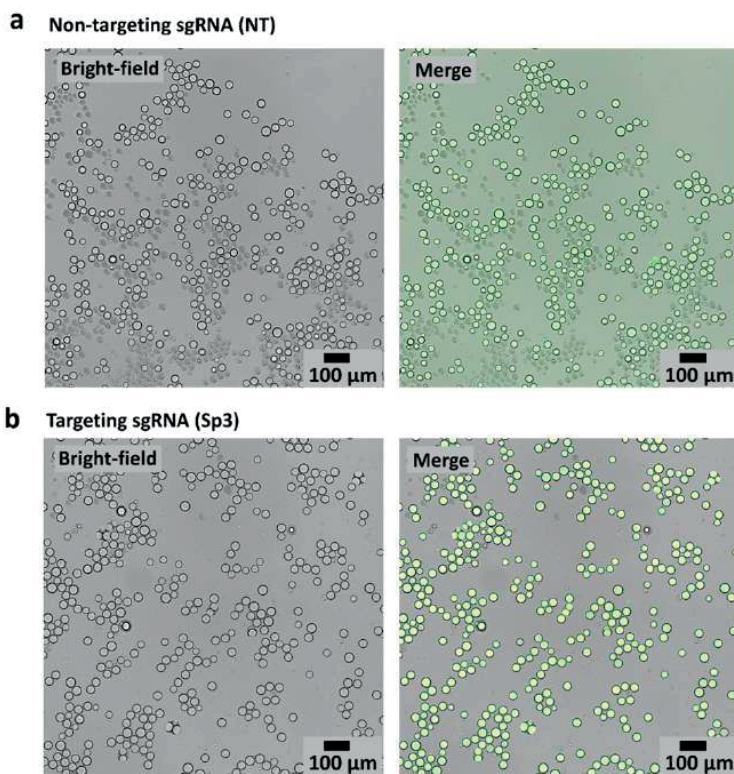 a Non-targeting sgRNA (NT)
Bright-field Merge
100 µm 100 µm
b Targeting sgRNA (Sp3)
Bright-field Merge
100 µm 100 µm